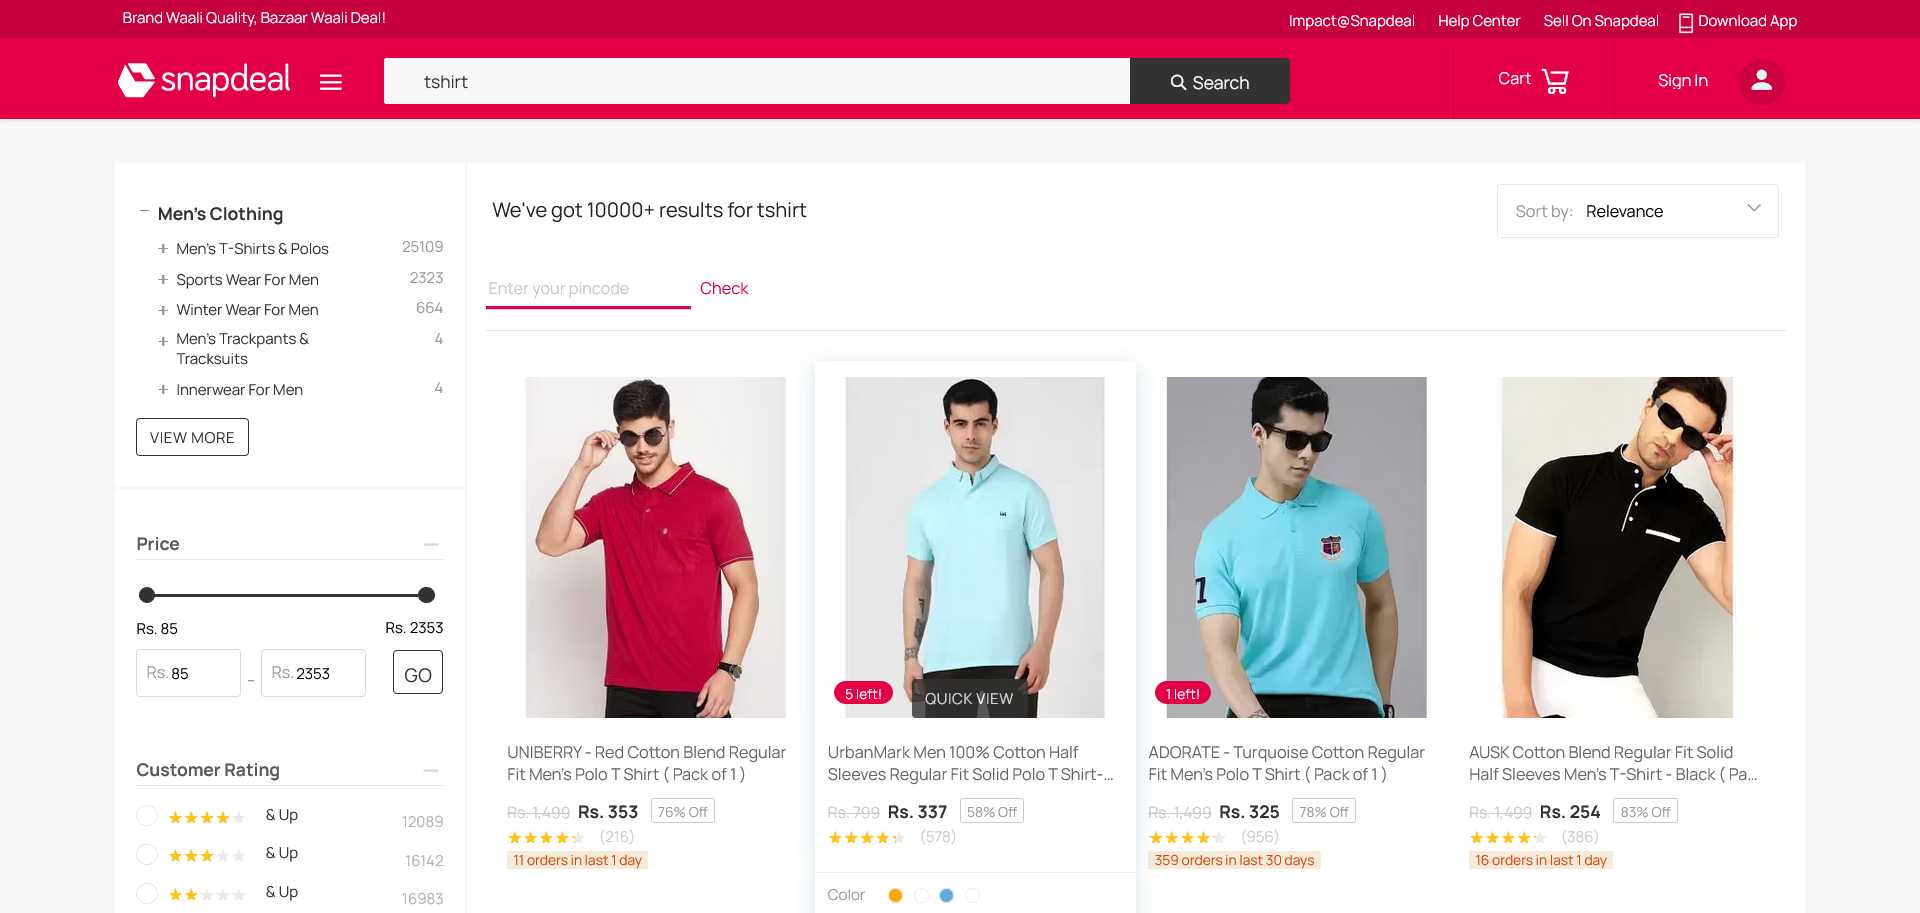 Brand Waali Quality, Bazaar Waali Deal!
Impact@Snapdeal Help Center Sell On Snapdeal Download App
snapdeal
tshirt
Search
Cart
Sign In
Men's Clothing
Men's T-Shirts & Polos 25109
Sports Wear For Men 2323
Winter Wear For Men 664
Men's Trackpants & 4
Tracksuits
Innerwear For Men 4
VIEW MORE
Price
Rs. 85 Rs. 2353
Rs. 85 - Rs. 2353 GO
Customer Rating
& Up 12089
& Up 16142
& Up 16983
We've got 10000+ results for tshirt
Sort by: Relevance
Enter your pincode Check
5 left!
QUICK VIEW
1 left!
UNIBERRY - Red Cotton Blend Regular
Fit Men's Polo T Shirt ( Pack of 1 )
Rs. 1,499 Rs. 353 76% Off
(216)
11 orders in last 1 day
UrbanMark Men 100% Cotton Half
Sleeves Regular Fit Solid Polo T Shirt-...
Rs. 799 Rs. 337 58% Off
(578)
Color
ADORATE - Turquoise Cotton Regular
Fit Men's Polo T Shirt ( Pack of 1 )
Rs. 1,499 Rs. 325 78% Off
(956)
359 orders in last 30 days
AUSK Cotton Blend Regular Fit Solid
Half Sleeves Men's T-Shirt - Black ( Pa...
Rs. 1,499 Rs. 254 83% Off
(386)
16 orders in last 1 day